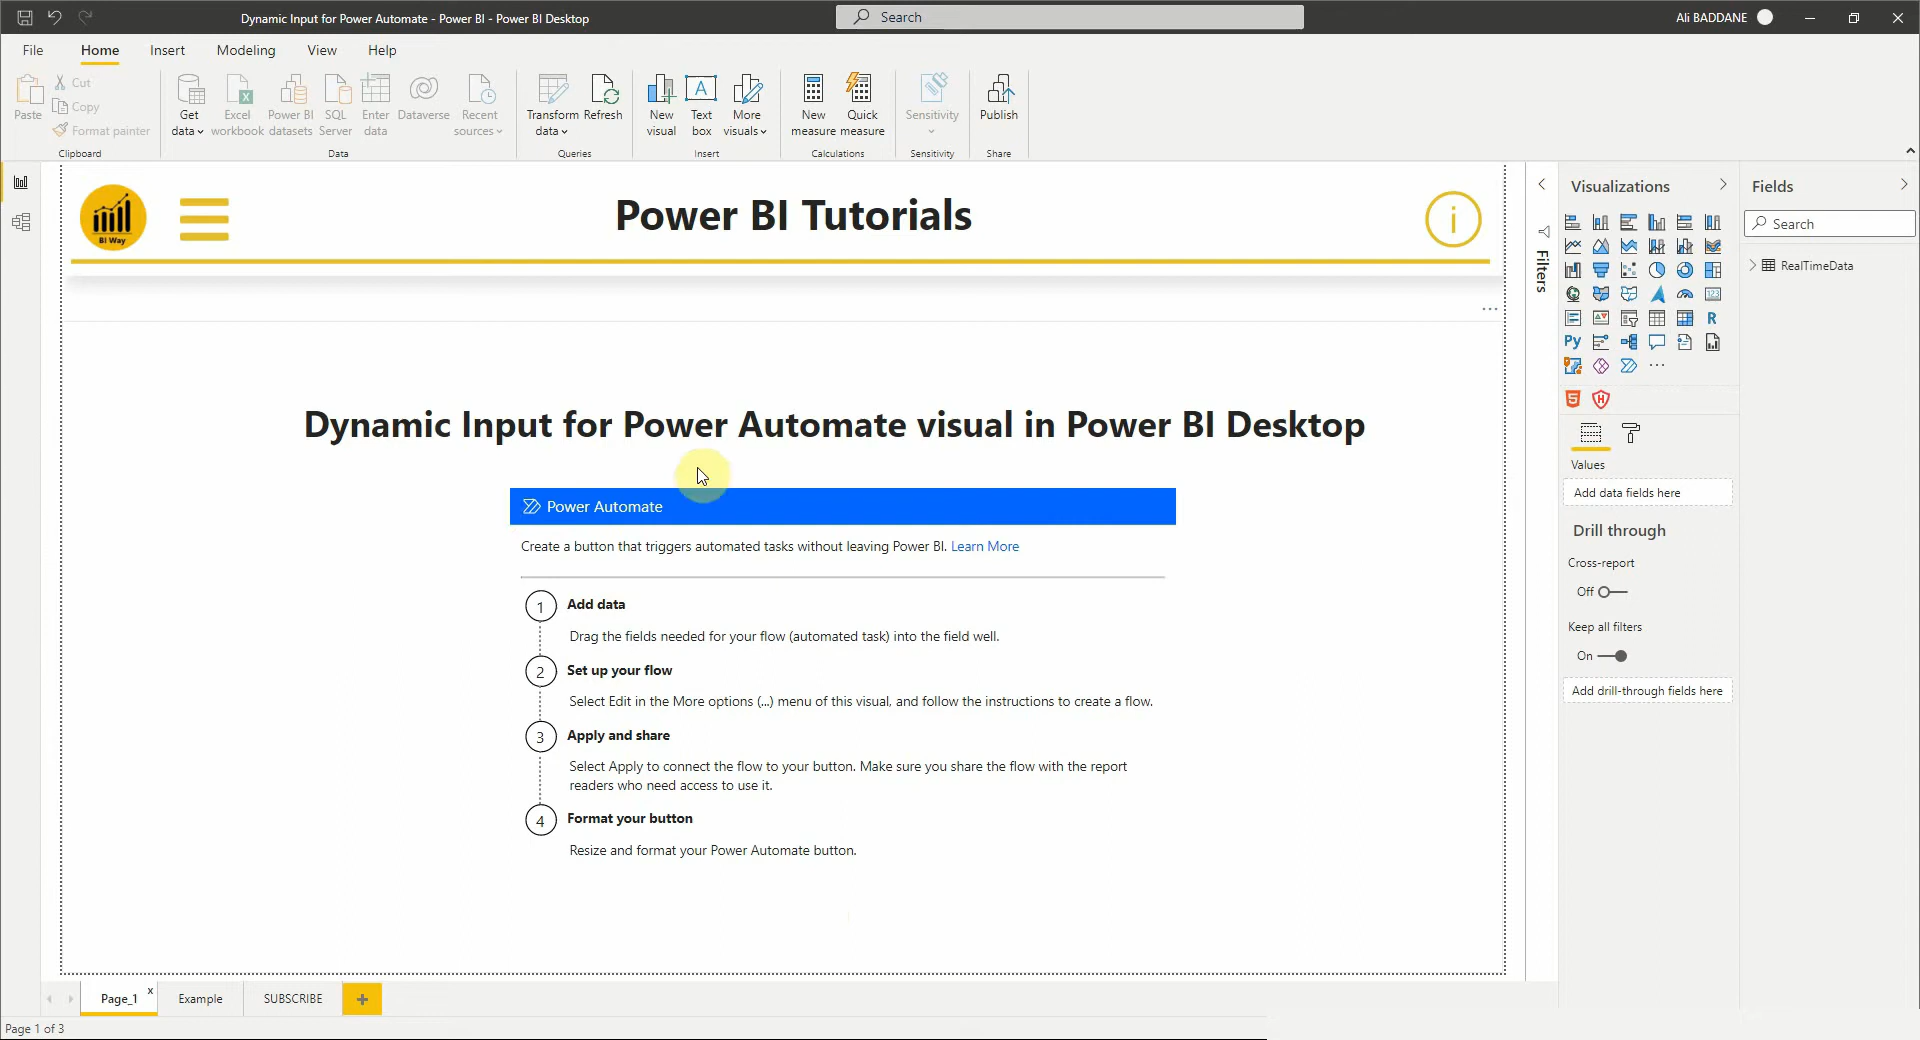 Dynamic Input for Power Automate - Power BI - Power BI Desktop
Search
Ali BADDANE
File
Home
Insert
Modeling
View
Help
Paste
Cut
Copy
Format painter
Clipboard
Get
data
Excel
workbook
Power BI
datasets
SQL
Server
Enter
data
Dataverse
Recent
sources
Data
Transform
data
Refresh
Queries
New
visual
Text
box
More
visuals
Insert
New
measure
Quick
measure
Calculations
Sensitivity
Sensitivity
Publish
Share
BI Way
Power BI Tutorials
Dynamic Input for Power Automate visual in Power BI Desktop
Power Automate
Create a button that triggers automated tasks without leaving Power BI. Learn More
1 Add data
Drag the fields needed for your flow (automated task) into the field well.
2 Set up your flow
Select Edit in the More options (...) menu of this visual, and follow the instructions to create a flow.
3 Apply and share
Select Apply to connect the flow to your button. Make sure you share the flow with the report
readers who need access to use it.
4 Format your button
Resize and format your Power Automate button.
Filters
Visualizations
R
Py
Values
Add data fields here
Drill through
Cross-report
Off
Keep all filters
On
Add drill-through fields here
Fields
Search
RealTimeData
Page_1
x
Example
SUBSCRIBE
+
Page 1 of 3